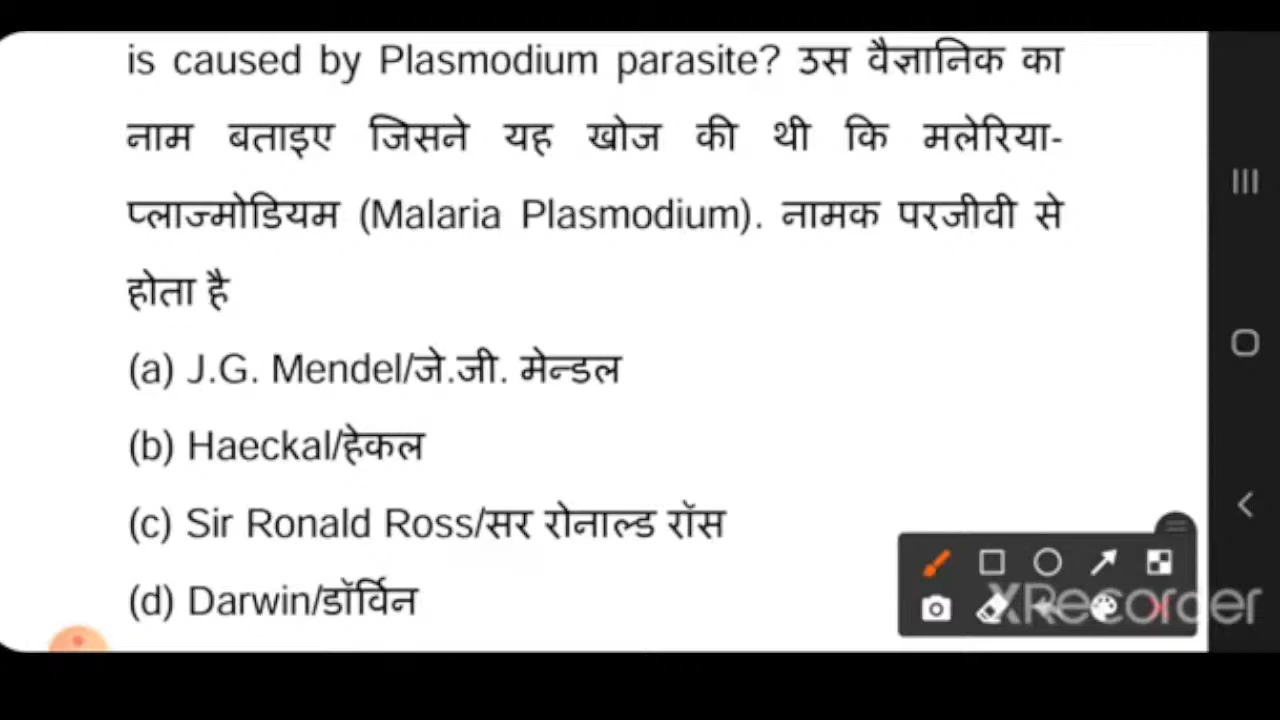 is caused by Plasmodium parasite? उस वैज्ञानिक का
नाम बताइए जिसने यह खोज की थी कि मलेरिया-
प्लाज्मोडियम (Malaria Plasmodium). नामक परजीवी से
होता है
(a) J.G. Mendel/जे.जी. मेन्डल
(b) Haeckal/हेकल
(c) Sir Ronald Ross/सर रोनाल्ड रॉस
(d) Darwin/डॉर्विन
XRecorder